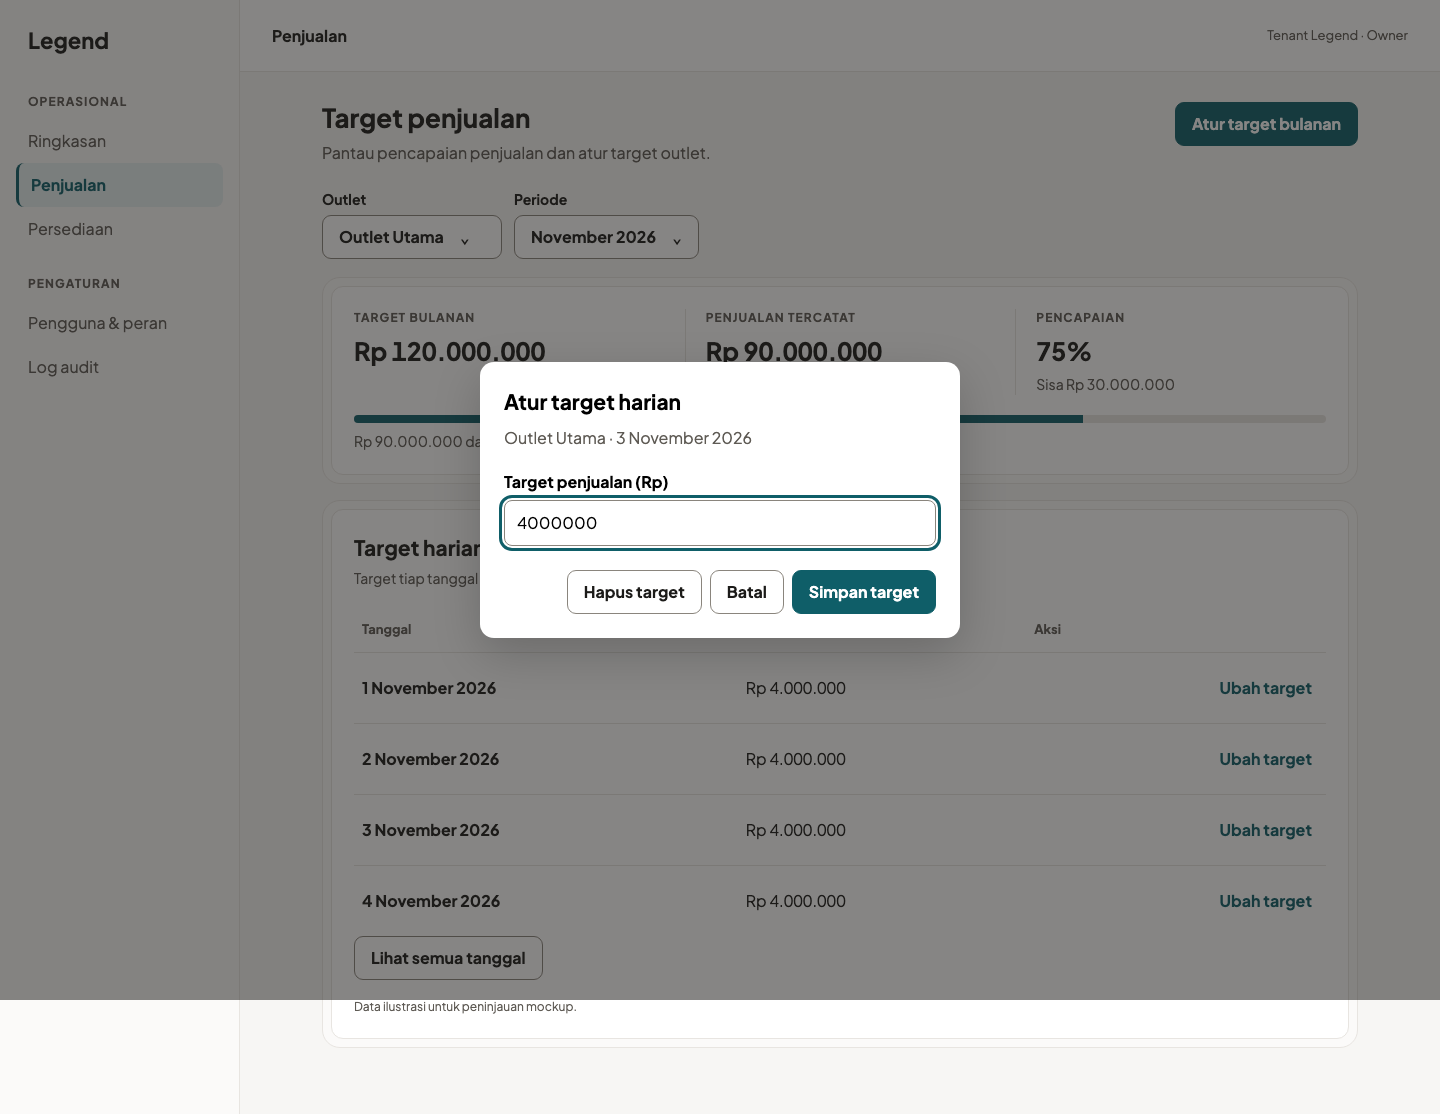 Legend
OPERASIONAL
Ringkasan
Penjualan
Persediaan
PENGATURAN
Pengguna & peran
Log audit
Penjualan
Tenant Legend · Owner
Target penjualan
Pantau pencapaian penjualan dan atur target outlet.
Atur target bulanan
Outlet
Outlet Utama
Periode
November 2026
TARGET BULANAN
Rp 120.000.000
PENJUALAN TERCATAT
Rp 90.000.000
PENCAPAIAN
75%
Sisa Rp 30.000.000
Rp 90.000.000 da
Atur target harian
Outlet Utama · 3 November 2026
Target penjualan (Rp)
4000000
Hapus target
Batal
Simpan target
Target harian
Target tiap tanggal
Tanggal
Aksi
1 November 2026
Rp 4.000.000
Ubah target
2 November 2026
Rp 4.000.000
Ubah target
3 November 2026
Rp 4.000.000
Ubah target
4 November 2026
Rp 4.000.000
Ubah target
Lihat semua tanggal
Data ilustrasi untuk peninjauan mockup.